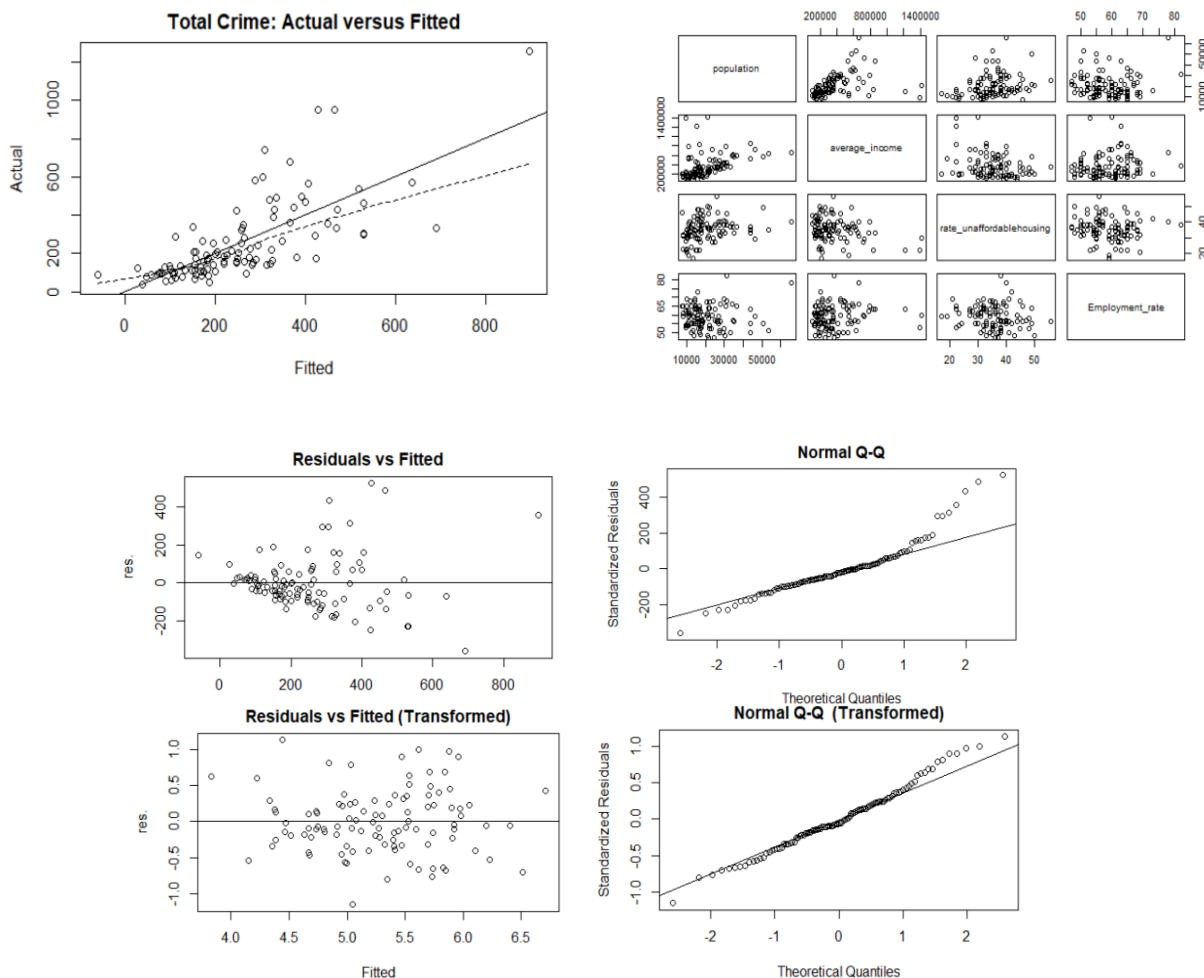 Total Crime: Actual versus Fitted
Actual
0 200 600 1000
0 200 400 600 800
Fitted
200000 800000 1400000
50 60 70 80
population
10000 50000
200000 1400000
average_income
rate_unaffordablehousing
20 40
50 65 80
Employment_rate
10000 30000 50000
20 30 40 50
Residuals vs Fitted
res.
-200 0 200 400
0 200 400 600 800
Normal Q-Q
Standardized Residuals
-200 0 200 400
-2 -1 0 1 2
Theoretical Quantiles
Residuals vs Fitted (Transformed)
res.
-1.0 -0.5 0.0 0.5 1.0
4.0 4.5 5.0 5.5 6.0 6.5
Fitted
Normal Q-Q (Transformed)
Standardized Residuals
-1.0 -0.5 0.0 0.5 1.0
-2 -1 0 1 2
Theoretical Quantiles